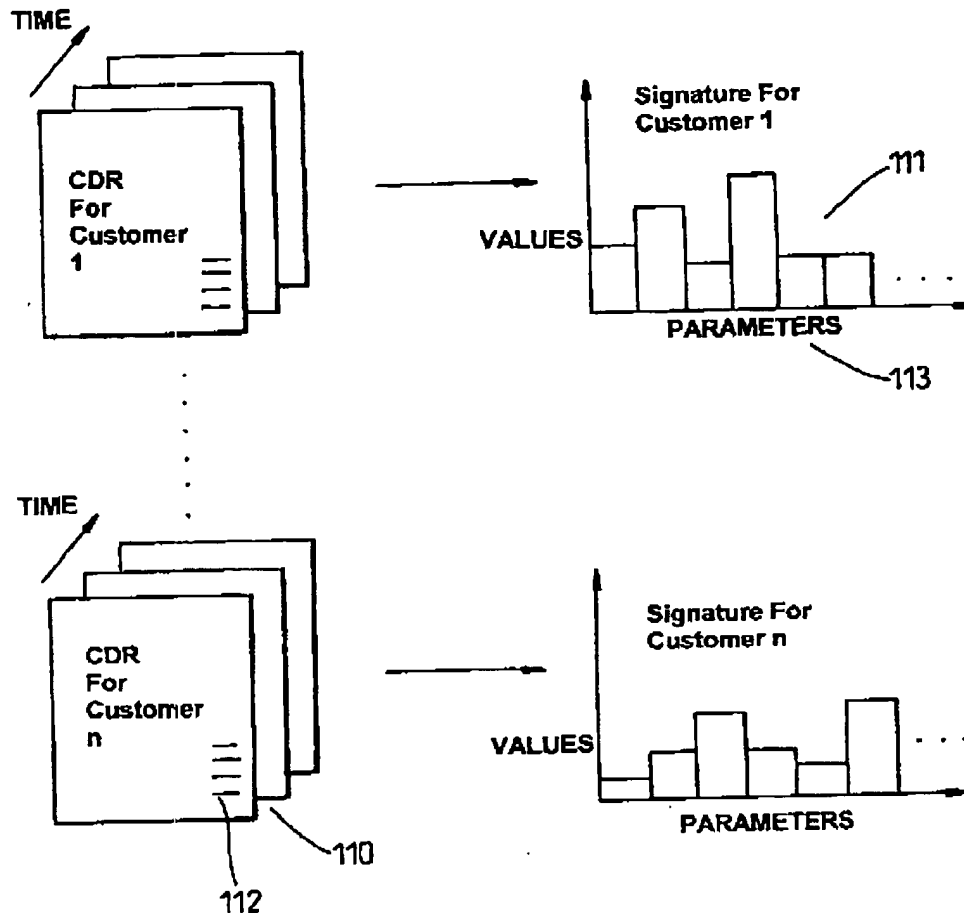 TIME
CDR
For
Customer
1
Signature For
Customer 1
111
VALUES
PARAMETERS
113
TIME
CDR
For
Customer
n
Signature For
Customer n
VALUES
PARAMETERS
110
112